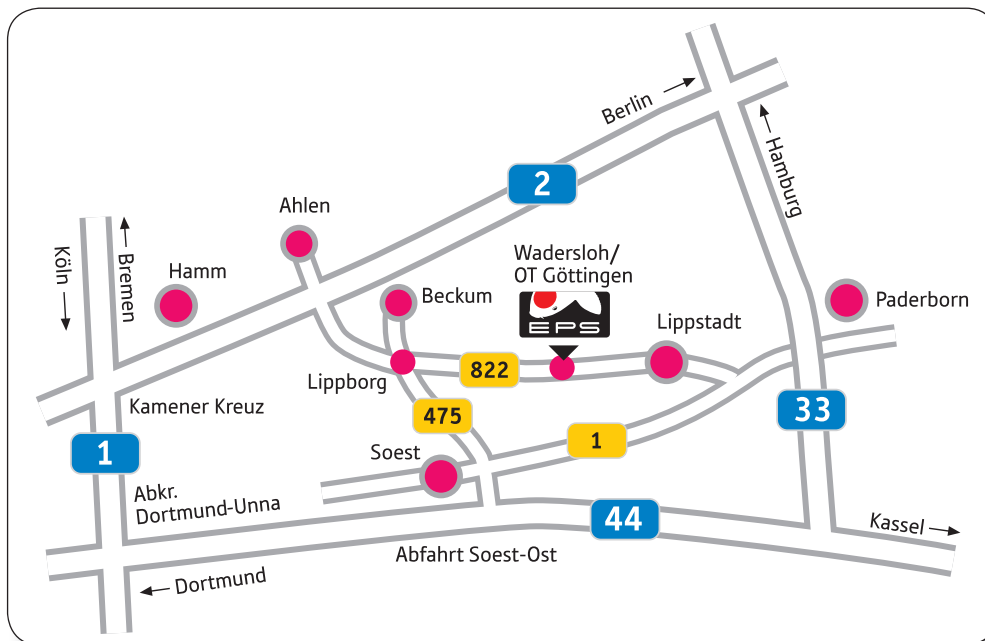 Berlin
Hamburg
2
Ahlen
Köln
Bremen
Hamm
Wadersloh/
OT Göttingen
EPS
Beckum
Paderborn
Lippstadt
Lippborg
822
Kamener Kreuz
475
33
1
1
Soest
Abkr.
Dortmund-Unna
44
Kassel
Abfahrt Soest-Ost
Dortmund